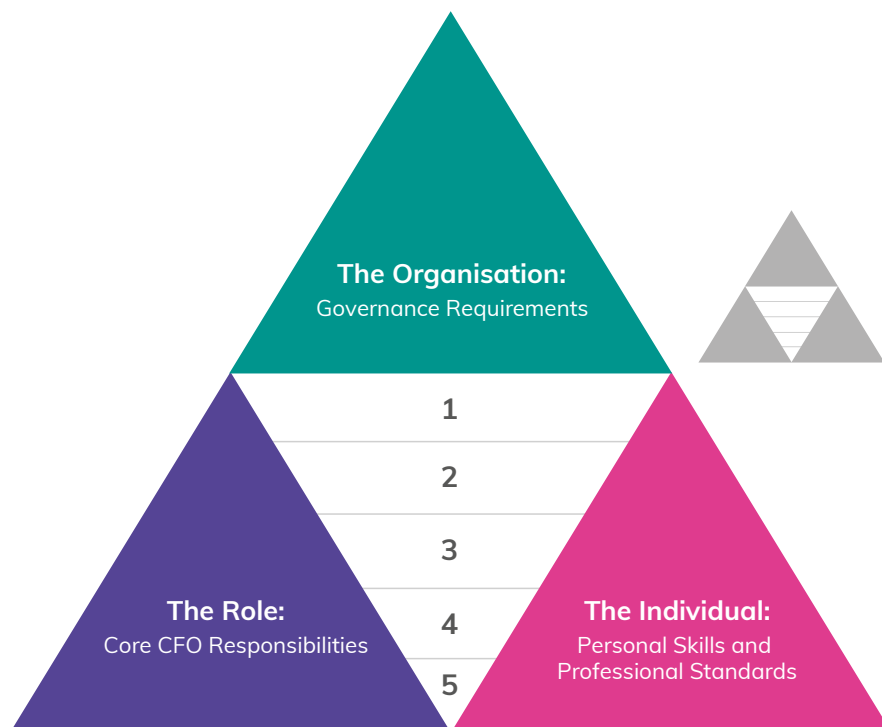 The Organisation:
Governance Requirements
1
2
3
4
5
The Role:
Core CFO Responsibilities
The Individual:
Personal Skills and
Professional Standards